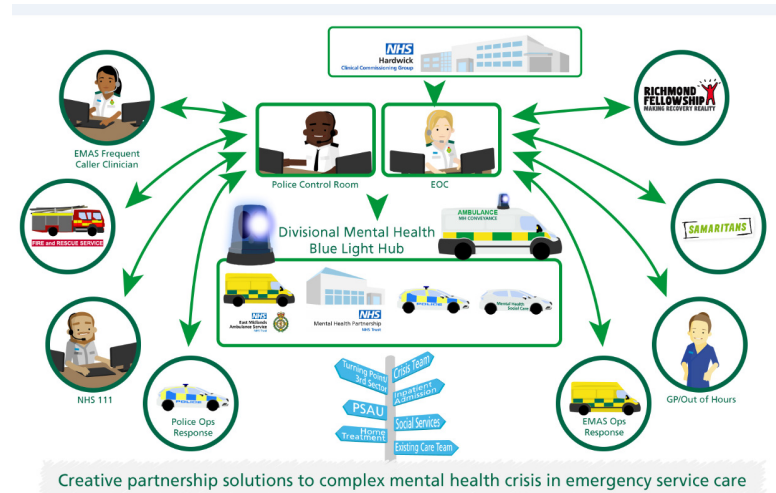 NHS
Hardwick
Clinical Commissioning Group
RICHMOND
FELLOWSHIP
MAKING RECOVERY REALITY
EMAS Frequent
Caller Clinician
Police Control Room
EOC
FIRE and RESCUE SERVICE
SAMARITANS
Divisional Mental Health
Blue Light Hub
AMBULANCE
MH CONVEYANCE
NHS
East Midlands
Ambulance Service
NHS Trust
NHS
Mental Health Partnership
NHS Trust
POLICE
Mental Health
Social Care
NHS 111
POLICE
Police Ops
Response
EMAS Ops
Response
GP/Out of Hours
Turning Point/
3rd Sector
Crisis Team
Inpatient
Admission
PSAU
Social Services
Home
Treatment
Existing Care Team
Creative partnership solutions to complex mental health crisis in emergency service care